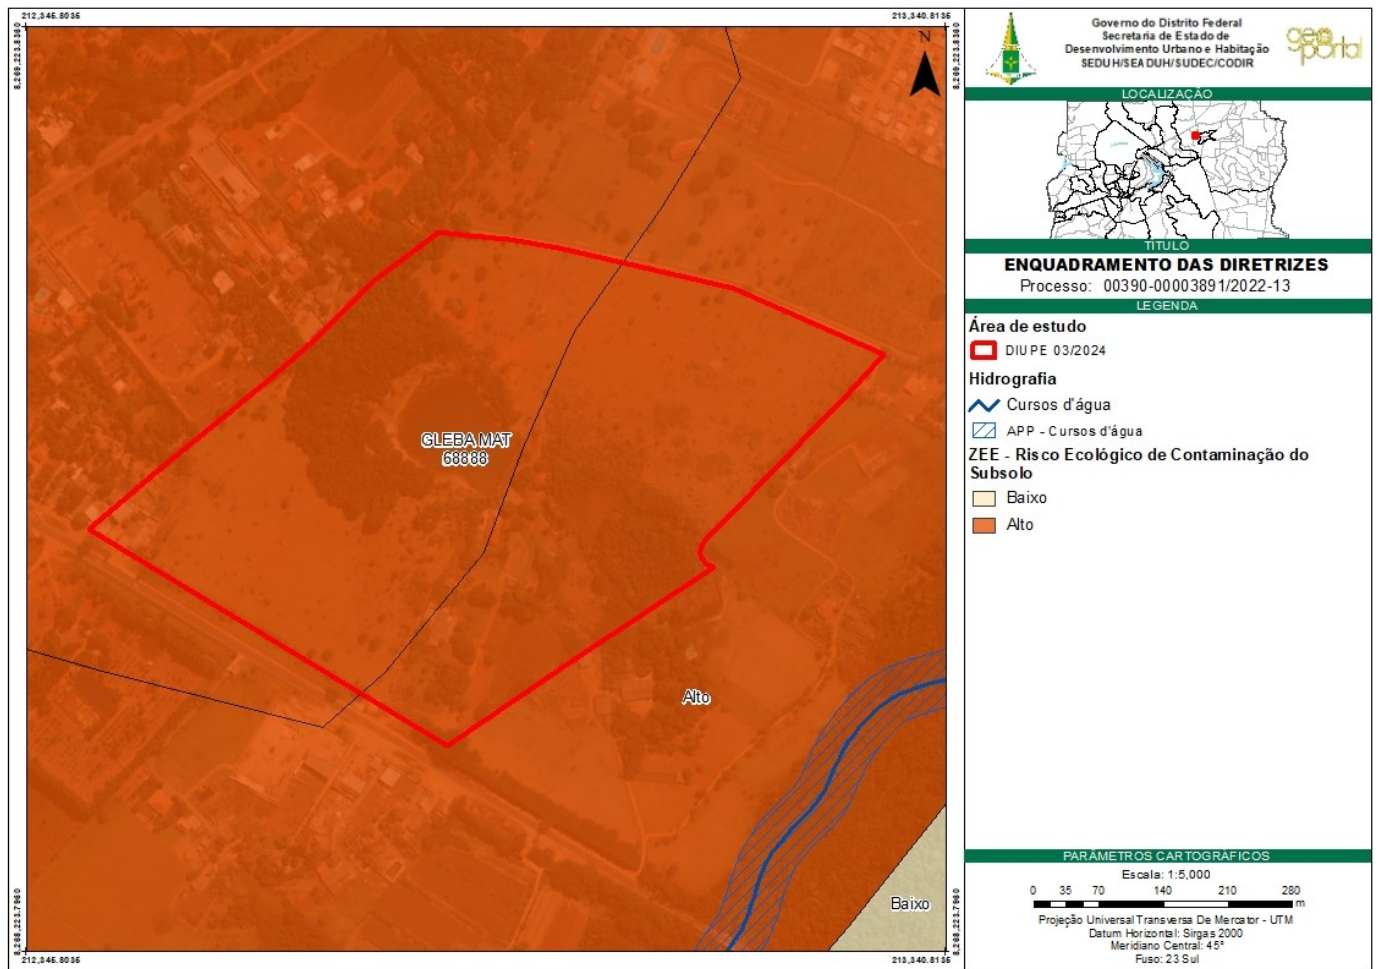 212,345.8035
213,340.8135
8,269,223.8360
8,269,223.8360
N
GLEBA MAT
68888
Alto
Baixo
8,268,223.7960
8,268,223.7960
212,345.8035
213,340.8135
Governo do Distrito Federal
Secretaria de Estado de
Desenvolvimento Urbano e Habitação
SEDUH/SEADUH/SUDEC/CODIR
geo
portal
LOCALIZAÇÃO
TÍTULO
ENQUADRAMENTO DAS DIRETRIZES
Processo: 00390-00003891/2022-13
LEGENDA
Área de estudo
DIUPE 03/2024
Hidrografia
Cursos d'água
APP - Cursos d'água
ZEE - Risco Ecológico de Contaminação do
Subsolo
Baixo
Alto
PARÂMETROS CARTOGRÁFICOS
Escala: 1:5,000
0 35 70 140 210 280
m
Projeção Universal Transversa De Mercator - UTM
Datum Horizontal: Sirgas 2000
Meridiano Central: 45°
Fuso: 23 Sul